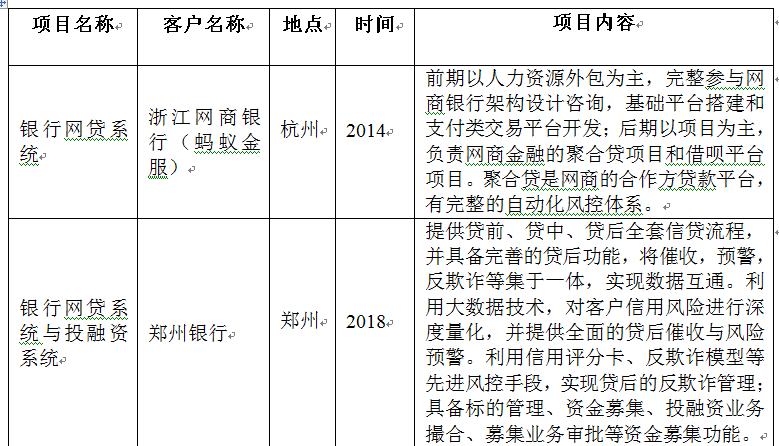 项目名称 客户名称 地点 时间 项目内容
银行网贷系
统
浙江网商银
行（蚂蚁金
服）
杭州
2014
前期以人力资源外包为主，完整参与网
商银行架构设计咨询，基础平台搭建和
支付类交易平台开发；后期以项目为主，
负责网商金融的聚合贷项目和借呗平台
项目。聚合贷是网商的合作方贷款平台，
有完整的自动化风控体系。
银行网贷系
统与投融资
系统
郑州银行
郑州
2018
提供贷前、贷中、贷后全套信贷流程，
并具备完善的贷后功能，将催收，预警，
反欺诈等集于一体，实现数据互通。利
用大数据技术，对客户信用风险进行深
度量化，并提供全面的贷后催收与风险
预警。利用信用评分卡、反欺诈模型等
先进风控手段，实现贷后的反欺诈管理；
具备标的管理、资金募集、投融资业务
撮合、募集业务审批等资金募集功能。